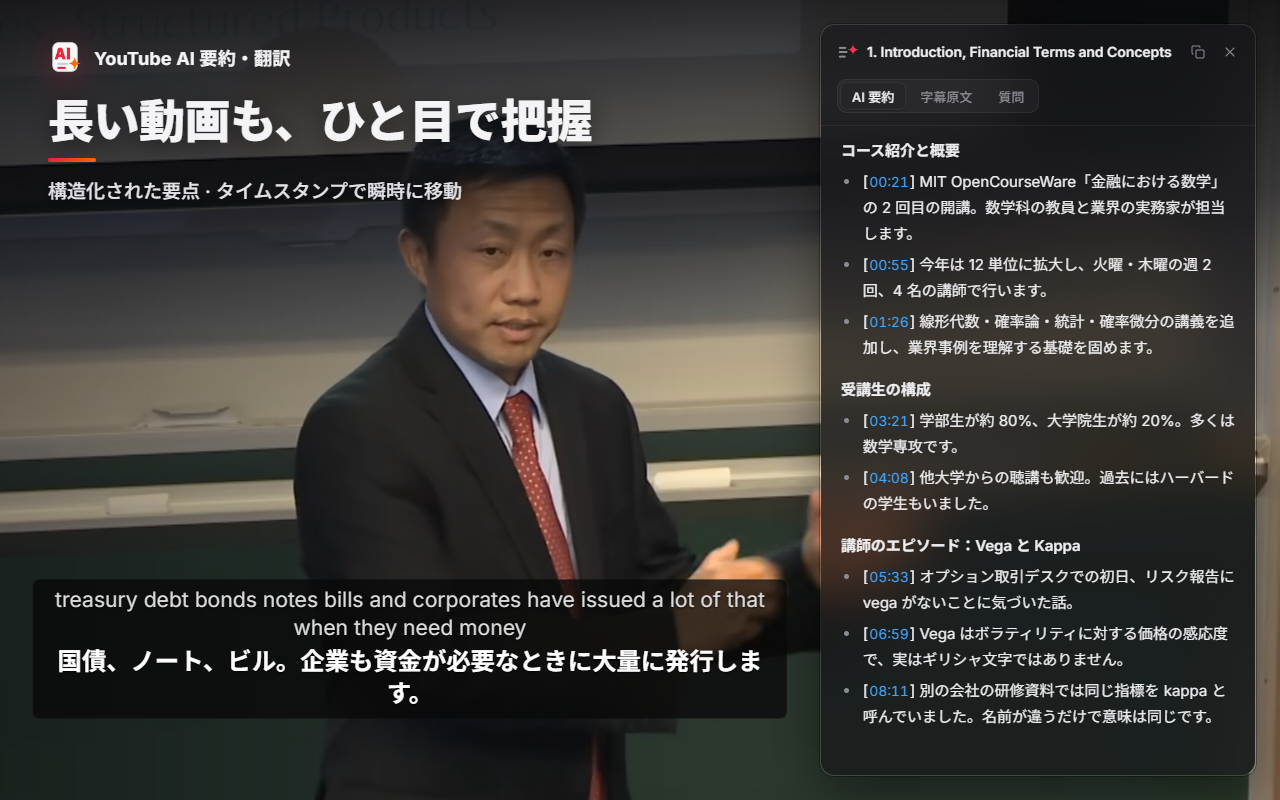 Structured Products
AI
YouTube AI 要約・翻訳
長い動画も、ひと目で把握
構造化された要点 · タイムスタンプで瞬時に移動
treasury debt bonds notes bills and corporates have issued a lot of that
when they need money
国債、ノート、ビル。企業も資金が必要なときに大量に発行しま
す。
1. Introduction, Financial Terms and Concepts
AI 要約 字幕原文 質問
コース紹介と概要
• [00:21] MIT OpenCourseWare「金融における数学」
の 2 回目の開講。数学科の教員と業界の実務家が担当
します。
• [00:55] 今年は 12 単位に拡大し、火曜・木曜の週 2
回、4 名の講師で行います。
• [01:26] 線形代数・確率論・統計・確率微分の講義を追
加し、業界事例を理解する基礎を固めます。
受講生の構成
• [03:21] 学部生が約 80%、大学院生が約 20%。多くは
数学専攻です。
• [04:08] 他大学からの聴講も歓迎。過去にはハーバード
の学生もいました。
講師のエピソード：Vega と Kappa
• [05:33] オプション取引デスクでの初日、リスク報告に
vega がないことに気づいた話。
• [06:59] Vega はボラティリティに対する価格の感応度
で、実はギリシャ文字ではありません。
• [08:11] 別の会社の研修資料では同じ指標を kappa と
呼んでいました。名前が違うだけで意味は同じです。